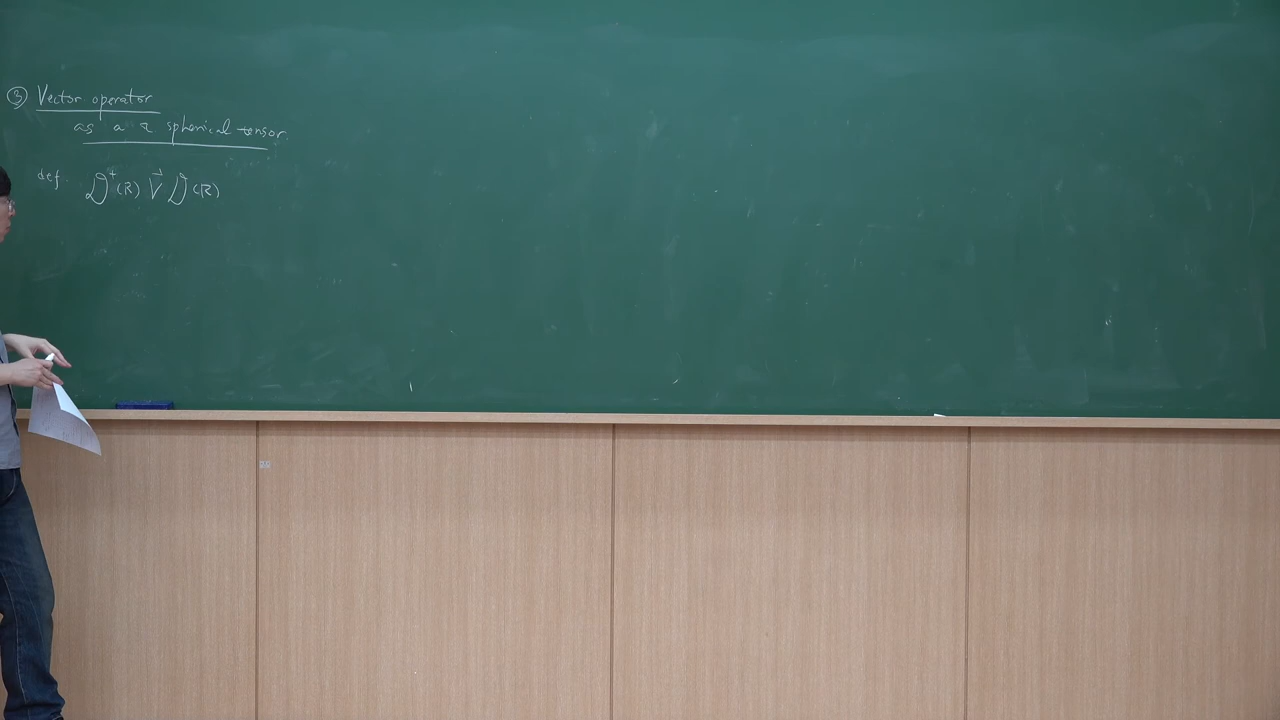 ③ Vector operator
as a spherical tensor.
def. 𝒟†(R) V⃗ 𝒟(R)